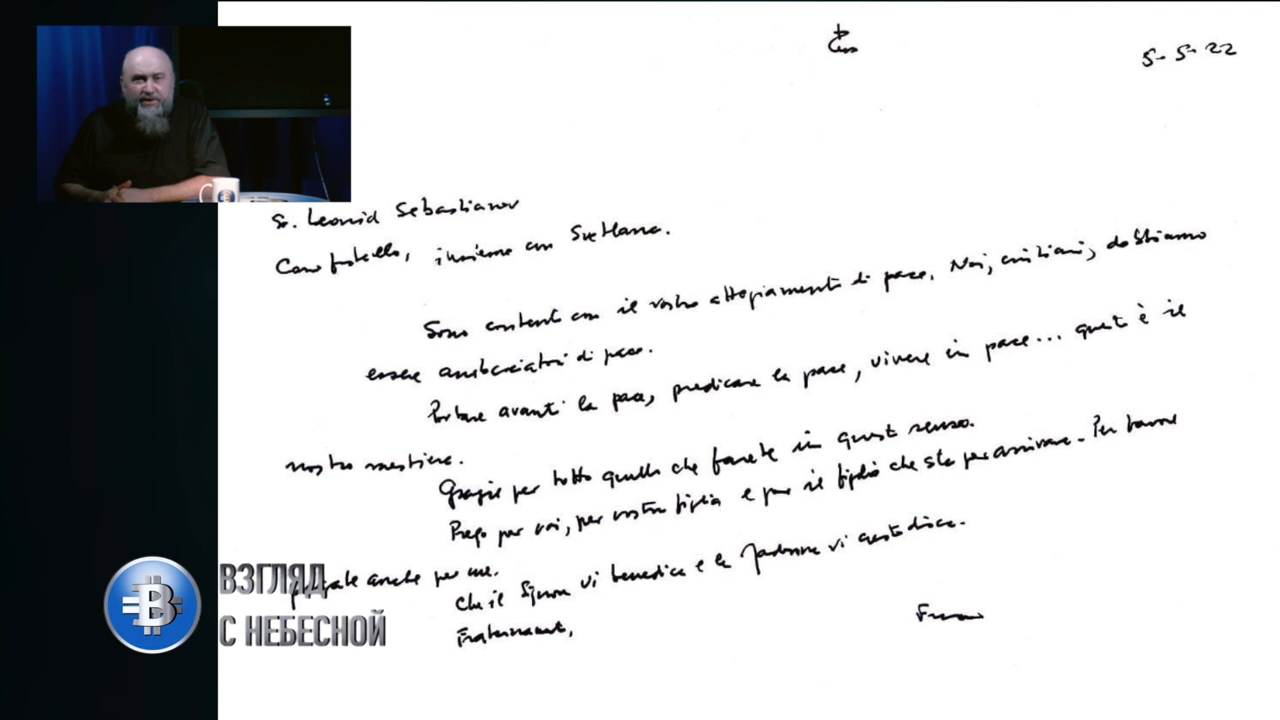 5-5-22
Sr. Leonid Sebastianov
Caro fratello, insieme con Svetlana.
Sono contento con il vostro atteggiamento di pace. Noi, cristiani, dobbiamo
essere ambasciatori di pace.
Portare avanti la pace, predicare la pace, vivere in pace... questo è il
nostro mestiere.
Grazie per tutto quello che farete in questo senso.
Prego per voi, per vostra figlia e per il figlio che sta per arrivare. Per favore
pregate anche per me.
Che il Signore vi benedica e la Madonna vi custodisca.
Fraternamente,
ВЗГЛЯД
С НЕБЕСНОЙ